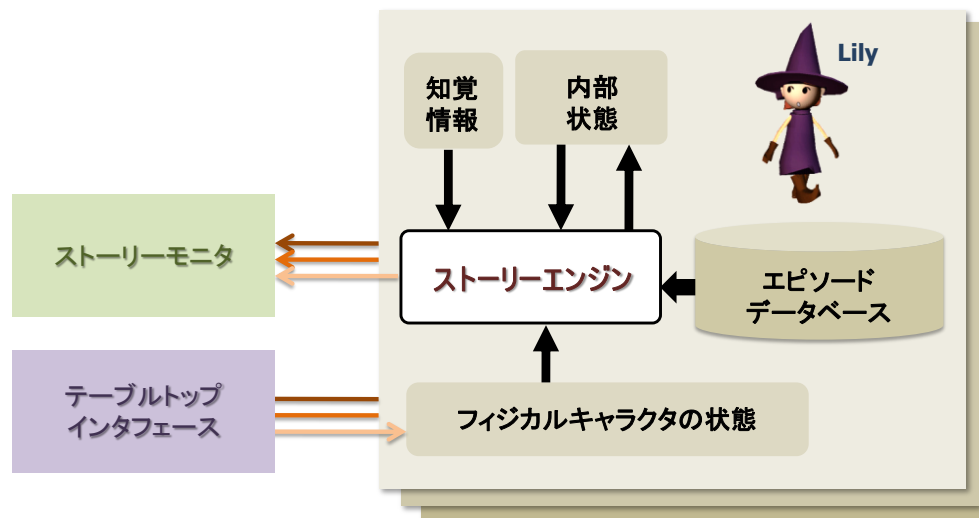 Lily
知覚
情報
内部
状態
ストーリーモニタ
ストーリーエンジン
エピソード
データベース
テーブルトップ
インタフェース
フィジカルキャラクタの状態